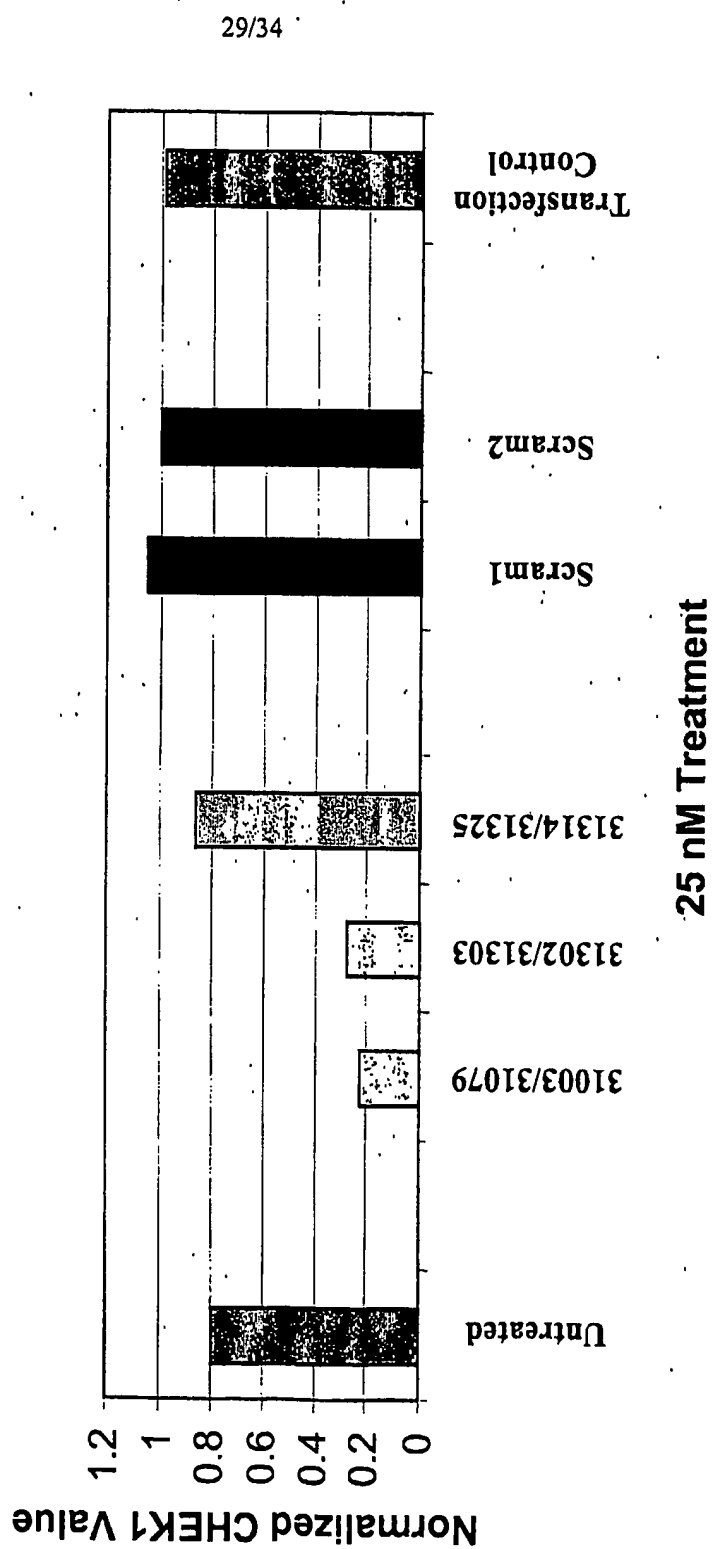 29/34
Normalized CHEK1 Value
1.2
1
0.8
0.6
0.4
0.2
0
Untreated
31003/31079
31302/31303
31314/31325
Scram1
Scram2
Transfection
Control
25 nM Treatment